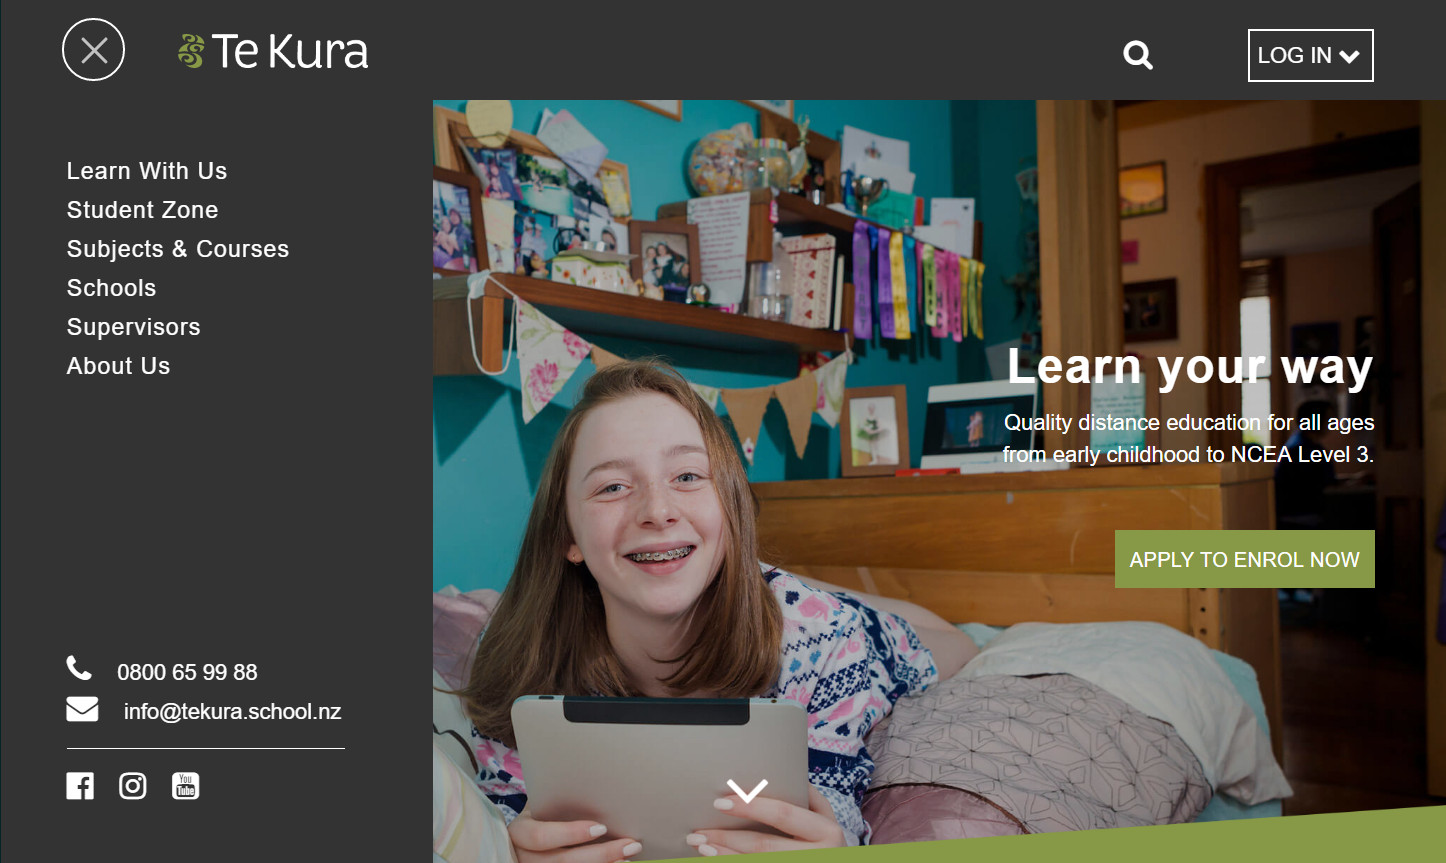 Te Kura
LOG IN
Learn With Us
Student Zone
Subjects & Courses
Schools
Supervisors
About Us
Learn your way
Quality distance education for all ages
from early childhood to NCEA Level 3.
APPLY TO ENROL NOW
0800 65 99 88
info@tekura.school.nz
You
Tube